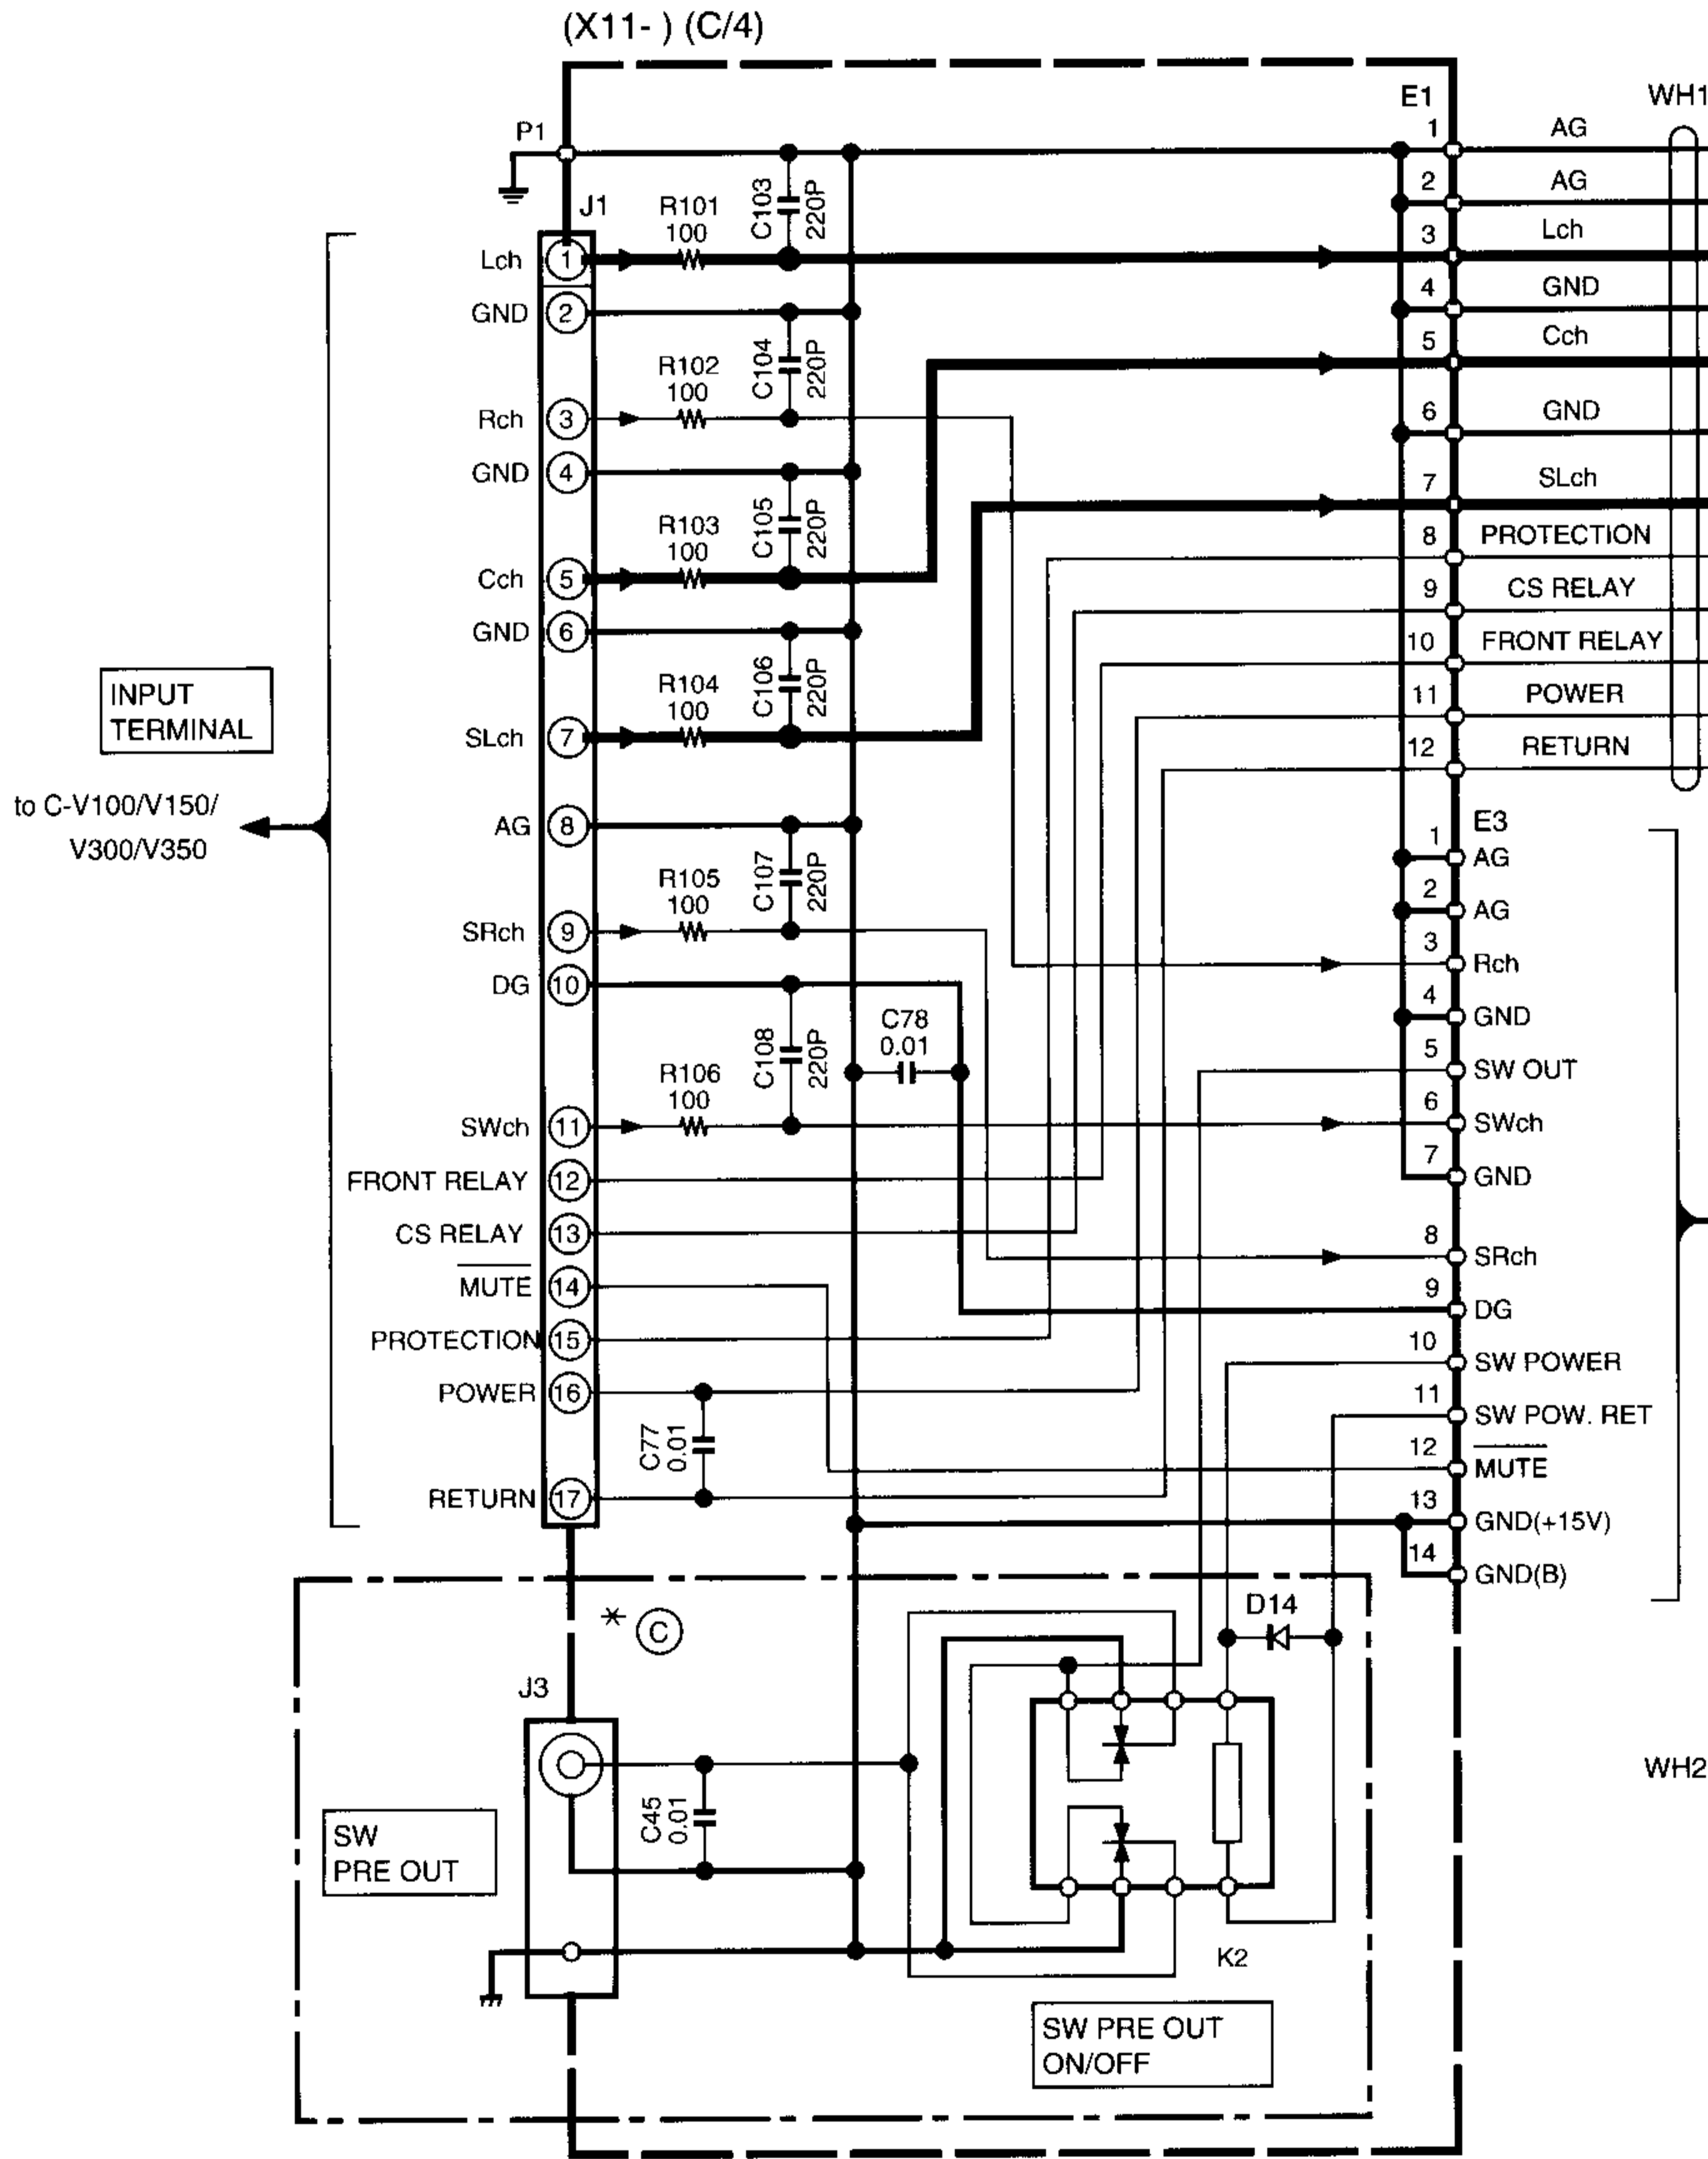 (X11- ) (C/4)
E1
WH1
P1
1 AG
2 AG
J1
R101
100
C103
220P
3 Lch
Lch 1
4 GND
GND 2
5 Cch
R102
100
C104
220P
Rch 3
6 GND
GND 4
7 SLch
R103
100
C105
220P
8 PROTECTION
Cch 5
9 CS RELAY
GND 6
10 FRONT RELAY
INPUT
TERMINAL
R104
100
C106
220P
11 POWER
SLch 7
12 RETURN
to C-V100/V150/
V300/V350
AG 8
E3
1 AG
R105
100
C107
220P
2 AG
SRch 9
3 Rch
DG 10
4 GND
C78
0.01
5 SW OUT
R106
100
C108
220P
6 SWch
SWch 11
7 GND
FRONT RELAY 12
CS RELAY 13
8 SRch
MUTE 14
9 DG
PROTECTION 15
10 SW POWER
POWER 16
11 SW POW. RET
C77
0.01
12 MUTE
RETURN 17
13 GND(+15V)
14 GND(B)
* C
D14
J3
WH2
C45
0.01
SW
PRE OUT
K2
SW PRE OUT
ON/OFF